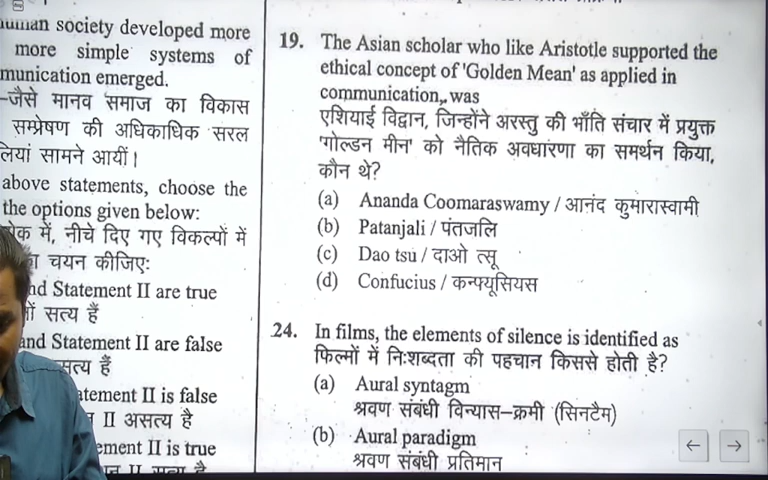 society developed more
more simple systems of
munication emerged.
–जैसे मानव समाज का विकास
सम्प्रेषण की अधिकाधिक सरल
लियां सामने आयीं।
above statements, choose the
the options given below:
में, नीचे दिए गए विकल्पों में
चयन कीजिए:
nd Statement II are true
सत्य हैं
and Statement II are false
सत्य हैं
tement II is false
II असत्य है
ement II is true
19. The Asian scholar who like Aristotle supported the
ethical concept of 'Golden Mean' as applied in
communication, was
एशियाई विद्वान, जिन्होंने अरस्तु की भाँति संचार में प्रयुक्त
'गोल्डन मीन' को नैतिक अवधारणा का समर्थन किया,
कौन थे?
(a) Ananda Coomaraswamy / आनंद कुमारास्वामी
(b) Patanjali / पंतजलि
(c) Dao tsu / दाओ त्सू
(d) Confucius / कन्फ्यूसियस
24. In films, the elements of silence is identified as
फिल्मों में निःशब्दता की पहचान किससे होती है?
(a) Aural syntagm
श्रवण संबंधी विन्यास–क्रमी (सिनटैम)
(b) Aural paradigm
श्रवण संबंधी प्रतिमान